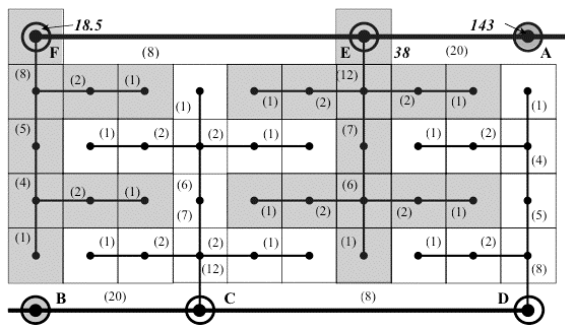 18.5 143
F (8) E 38 (20) A
(8) (2) (1) (12)
(1) (1) (2) (2) (1) (1)
(5) (1) (2) (2) (1) (7) (1) (2)
(4)
(4) (2) (1) (6) (6)
(7) (1) (2) (2) (1) (5)
(1) (1) (2) (2) (1) (1) (1) (2)
(12) (8)
B (20) C (8) D